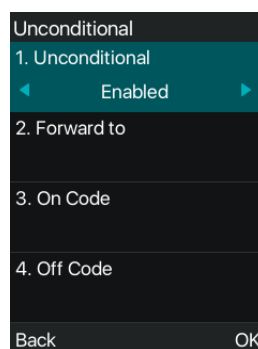 Unconditional
1. Unconditional
Enabled
2. Forward to
3. On Code
4. Off Code
Back OK